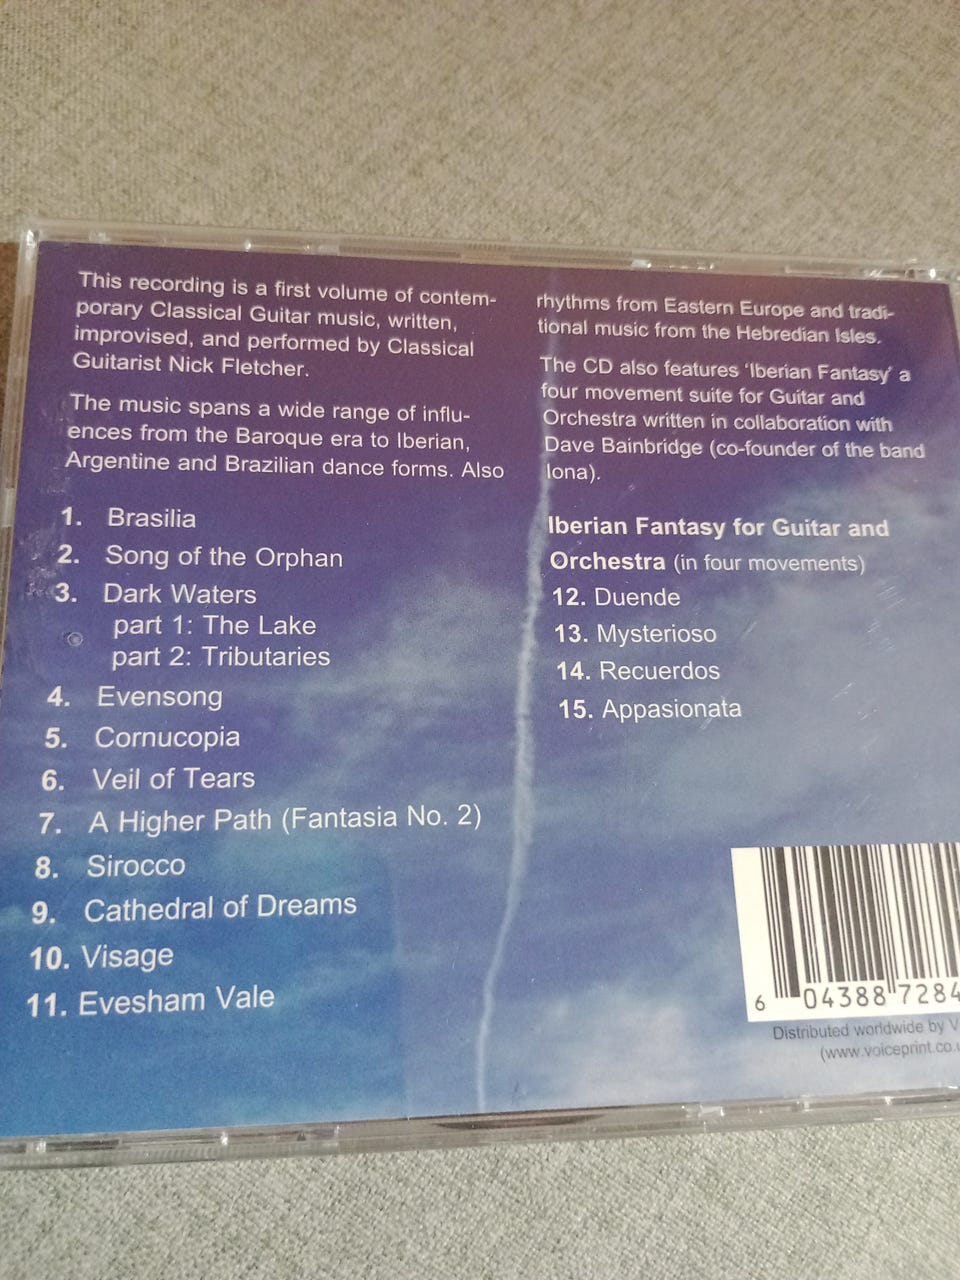 This recording is a first volume of contem-
porary Classical Guitar music, written,
improvised, and performed by Classical
Guitarist Nick Fletcher.
The music spans a wide range of influ-
ences from the Baroque era to Iberian,
Argentine and Brazilian dance forms. Also
rhythms from Eastern Europe and tradi-
tional music from the Hebredian Isles.
The CD also features ‘Iberian Fantasy’ a
four movement suite for Guitar and
Orchestra written in collaboration with
Dave Bainbridge (co-founder of the band
Iona).
1. Brasilia
2. Song of the Orphan
3. Dark Waters
part 1: The Lake
part 2: Tributaries
4. Evensong
5. Cornucopia
6. Veil of Tears
7. A Higher Path (Fantasia No. 2)
8. Sirocco
9. Cathedral of Dreams
10. Visage
11. Evesham Vale
Iberian Fantasy for Guitar and
Orchestra (in four movements)
12. Duende
13. Mysterioso
14. Recuerdos
15. Appasionata
6 04388 7284
Distributed worldwide by
(www.voiceprint.co.